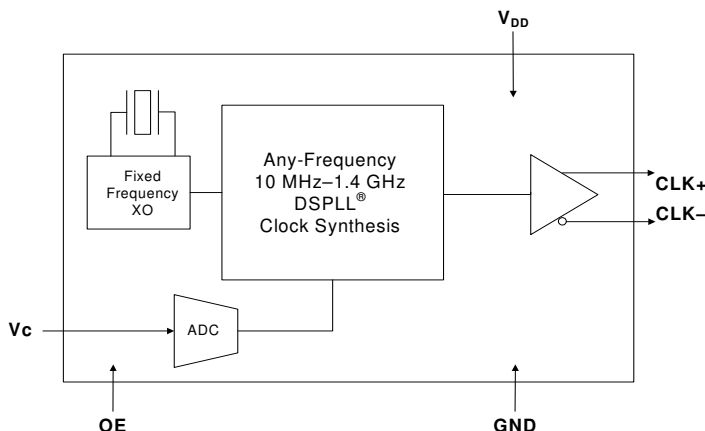 V_DD
Fixed
Frequency
XO
Any-Frequency
10 MHz–1.4 GHz
DSPLL®
Clock Synthesis
CLK+
CLK–
Vc
ADC
OE
GND